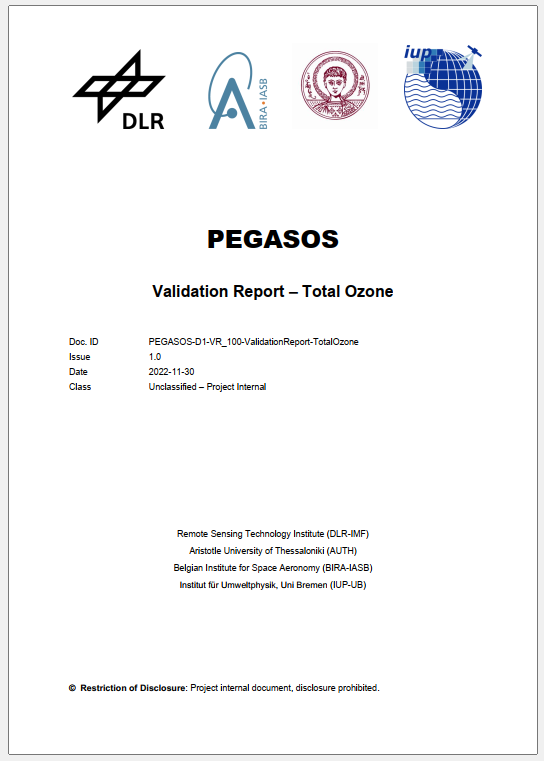 DLR
BIRA•IASB
iup
PEGASOS
Validation Report – Total Ozone
Doc. ID PEGASOS-D1-VR_100-ValidationReport-TotalOzone
Issue 1.0
Date 2022-11-30
Class Unclassified – Project Internal
Remote Sensing Technology Institute (DLR-IMF)
Aristotle University of Thessaloniki (AUTH)
Belgian Institute for Space Aeronomy (BIRA-IASB)
Institut für Umweltphysik, Uni Bremen (IUP-UB)
© Restriction of Disclosure: Project internal document, disclosure prohibited.